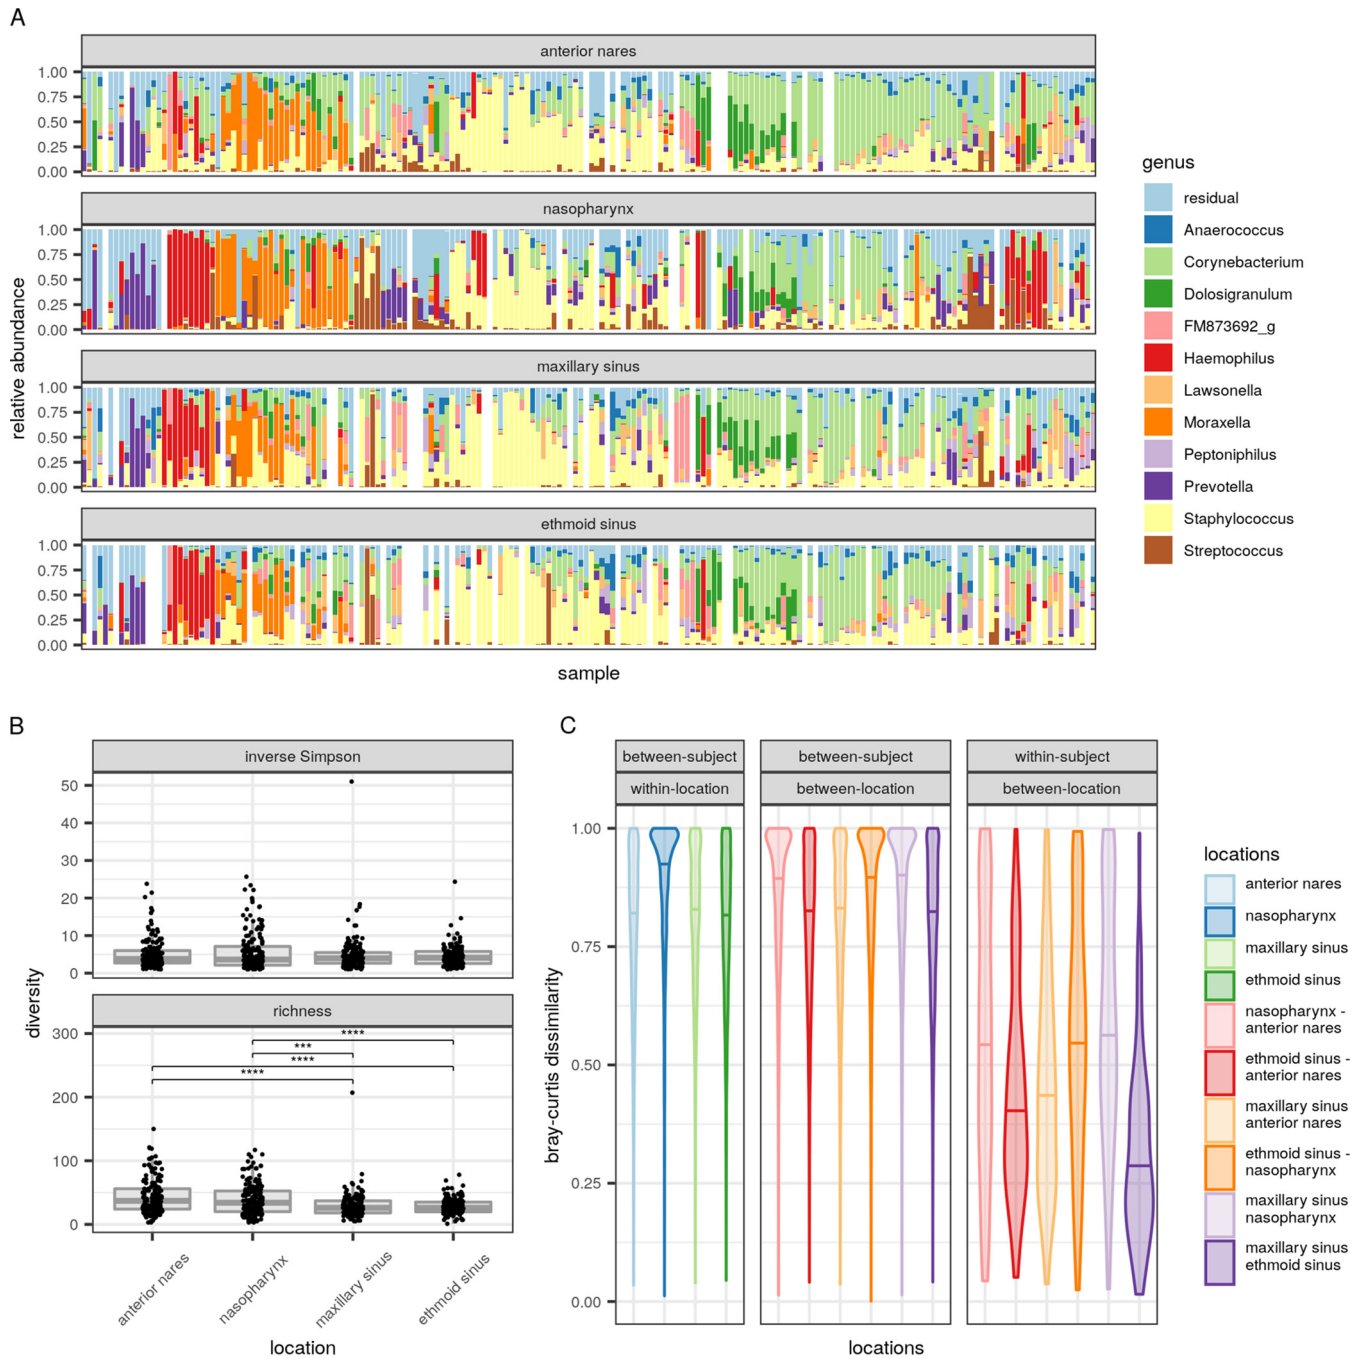 A
anterior nares
1.00
0.75
0.50
0.25
0.00
nasopharynx
1.00
0.75
0.50
0.25
0.00
maxillary sinus
1.00
0.75
0.50
0.25
0.00
ethmoid sinus
1.00
0.75
0.50
0.25
0.00
relative abundance
sample
genus
residual
Anaerococcus
Corynebacterium
Dolosigranulum
FM873692_g
Haemophilus
Lawsonella
Moraxella
Peptoniphilus
Prevotella
Staphylococcus
Streptococcus
B
inverse Simpson
50
40
30
20
10
0
richness
300
200
100
0
****
***
****
****
diversity
anterior nares
nasopharynx
maxillary sinus
ethmoid sinus
location
C
between-subject
within-location
between-subject
between-location
within-subject
between-location
1.00
0.75
0.50
0.25
0.00
bray-curtis dissimilarity
locations
locations
anterior nares
nasopharynx
maxillary sinus
ethmoid sinus
nasopharynx -
anterior nares
ethmoid sinus -
anterior nares
maxillary sinus
anterior nares
ethmoid sinus -
nasopharynx
maxillary sinus
nasopharynx
maxillary sinus
ethmoid sinus